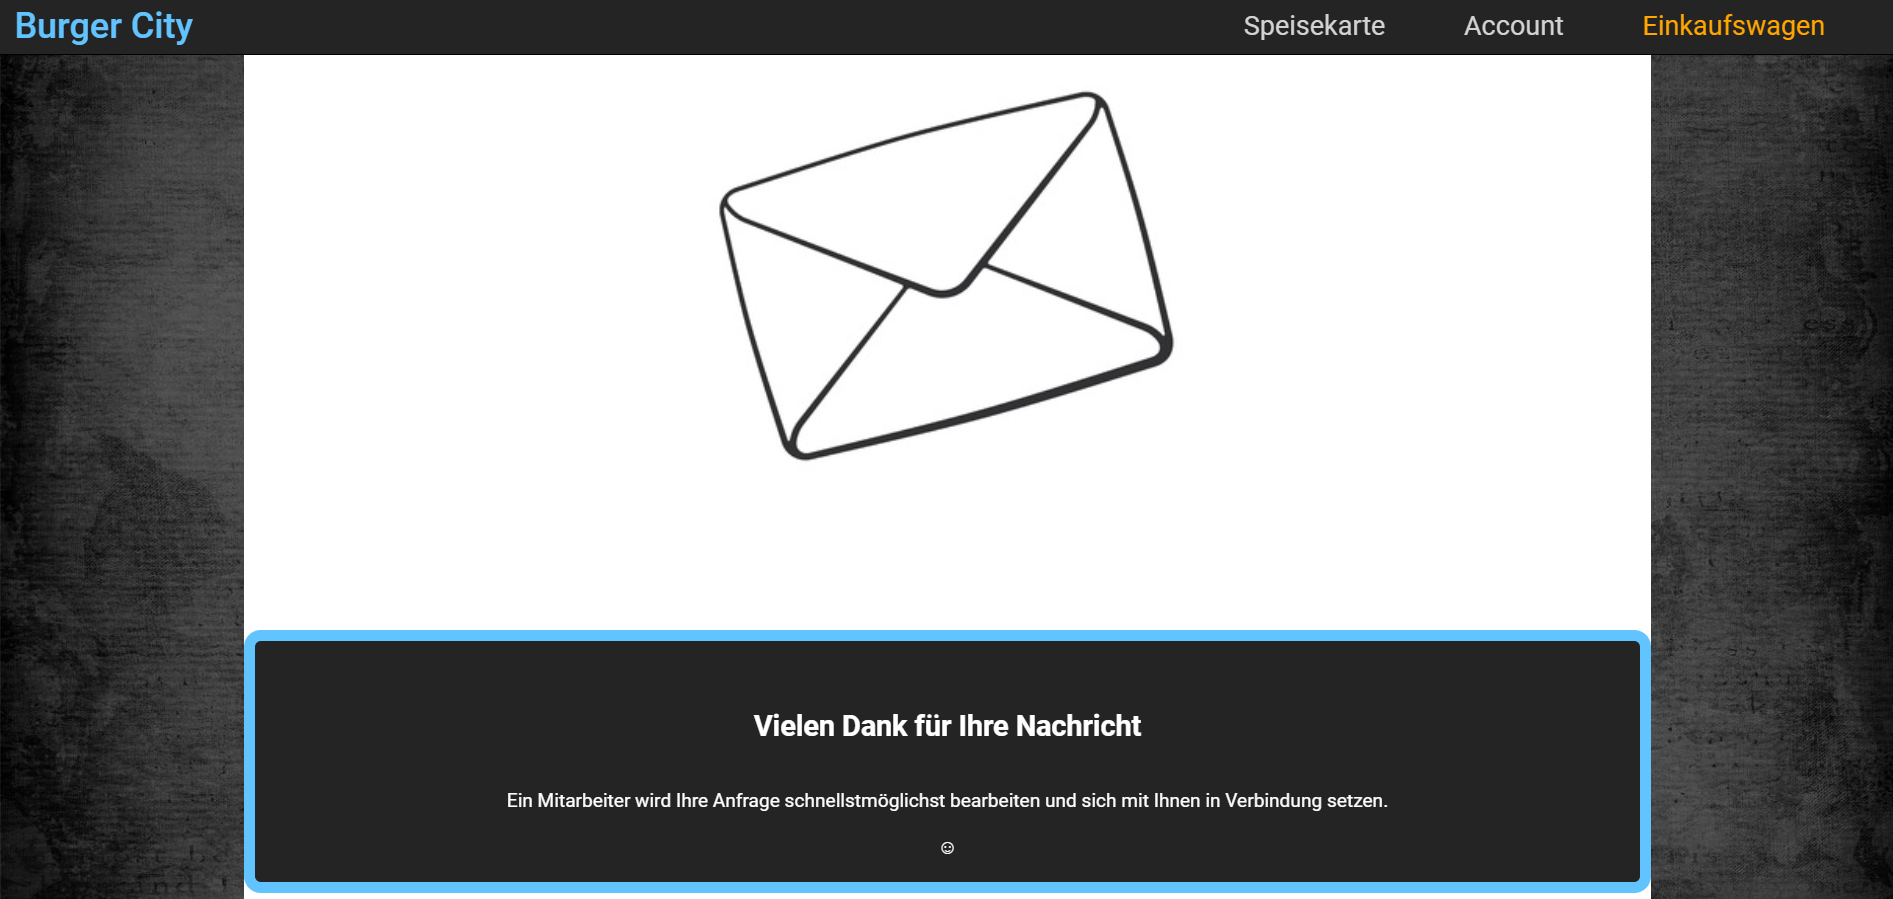 Burger City
Speisekarte
Account
Einkaufswagen
Vielen Dank für Ihre Nachricht
Ein Mitarbeiter wird Ihre Anfrage schnellstmöglichst bearbeiten und sich mit Ihnen in Verbindung setzen.
☺